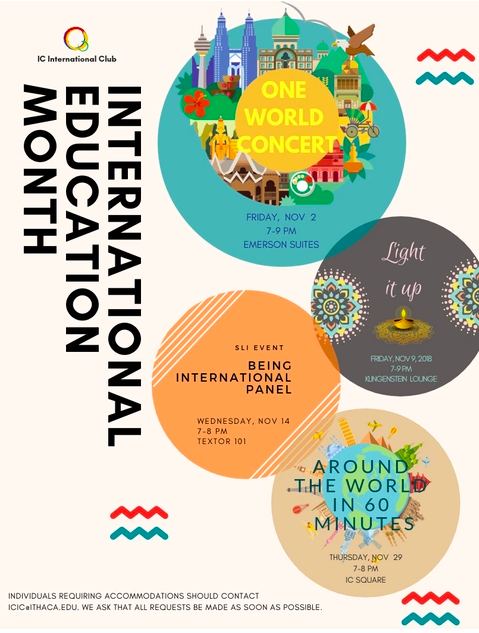 IC International Club
INTERNATIONAL
EDUCATION
MONTH
ONE
WORLD
CONCERT
FRIDAY, NOV 2
7-9 PM
EMERSON SUITES
Light
it up
FRIDAY, NOV 9, 2018
7-9 PM
KLINGENSTEIN LOUNGE
SLI EVENT
BEING
INTERNATIONAL
PANEL
WEDNESDAY, NOV 14
7-8 PM
TEXTOR 101
AROUND
THE WORLD
IN 60
MINUTES
THURSDAY, NOV 29
7-8 PM
IC SQUARE
INDIVIDUALS REQUIRING ACCOMMODATIONS SHOULD CONTACT
ICIC@ITHACA.EDU. WE ASK THAT ALL REQUESTS BE MADE AS SOON AS POSSIBLE.